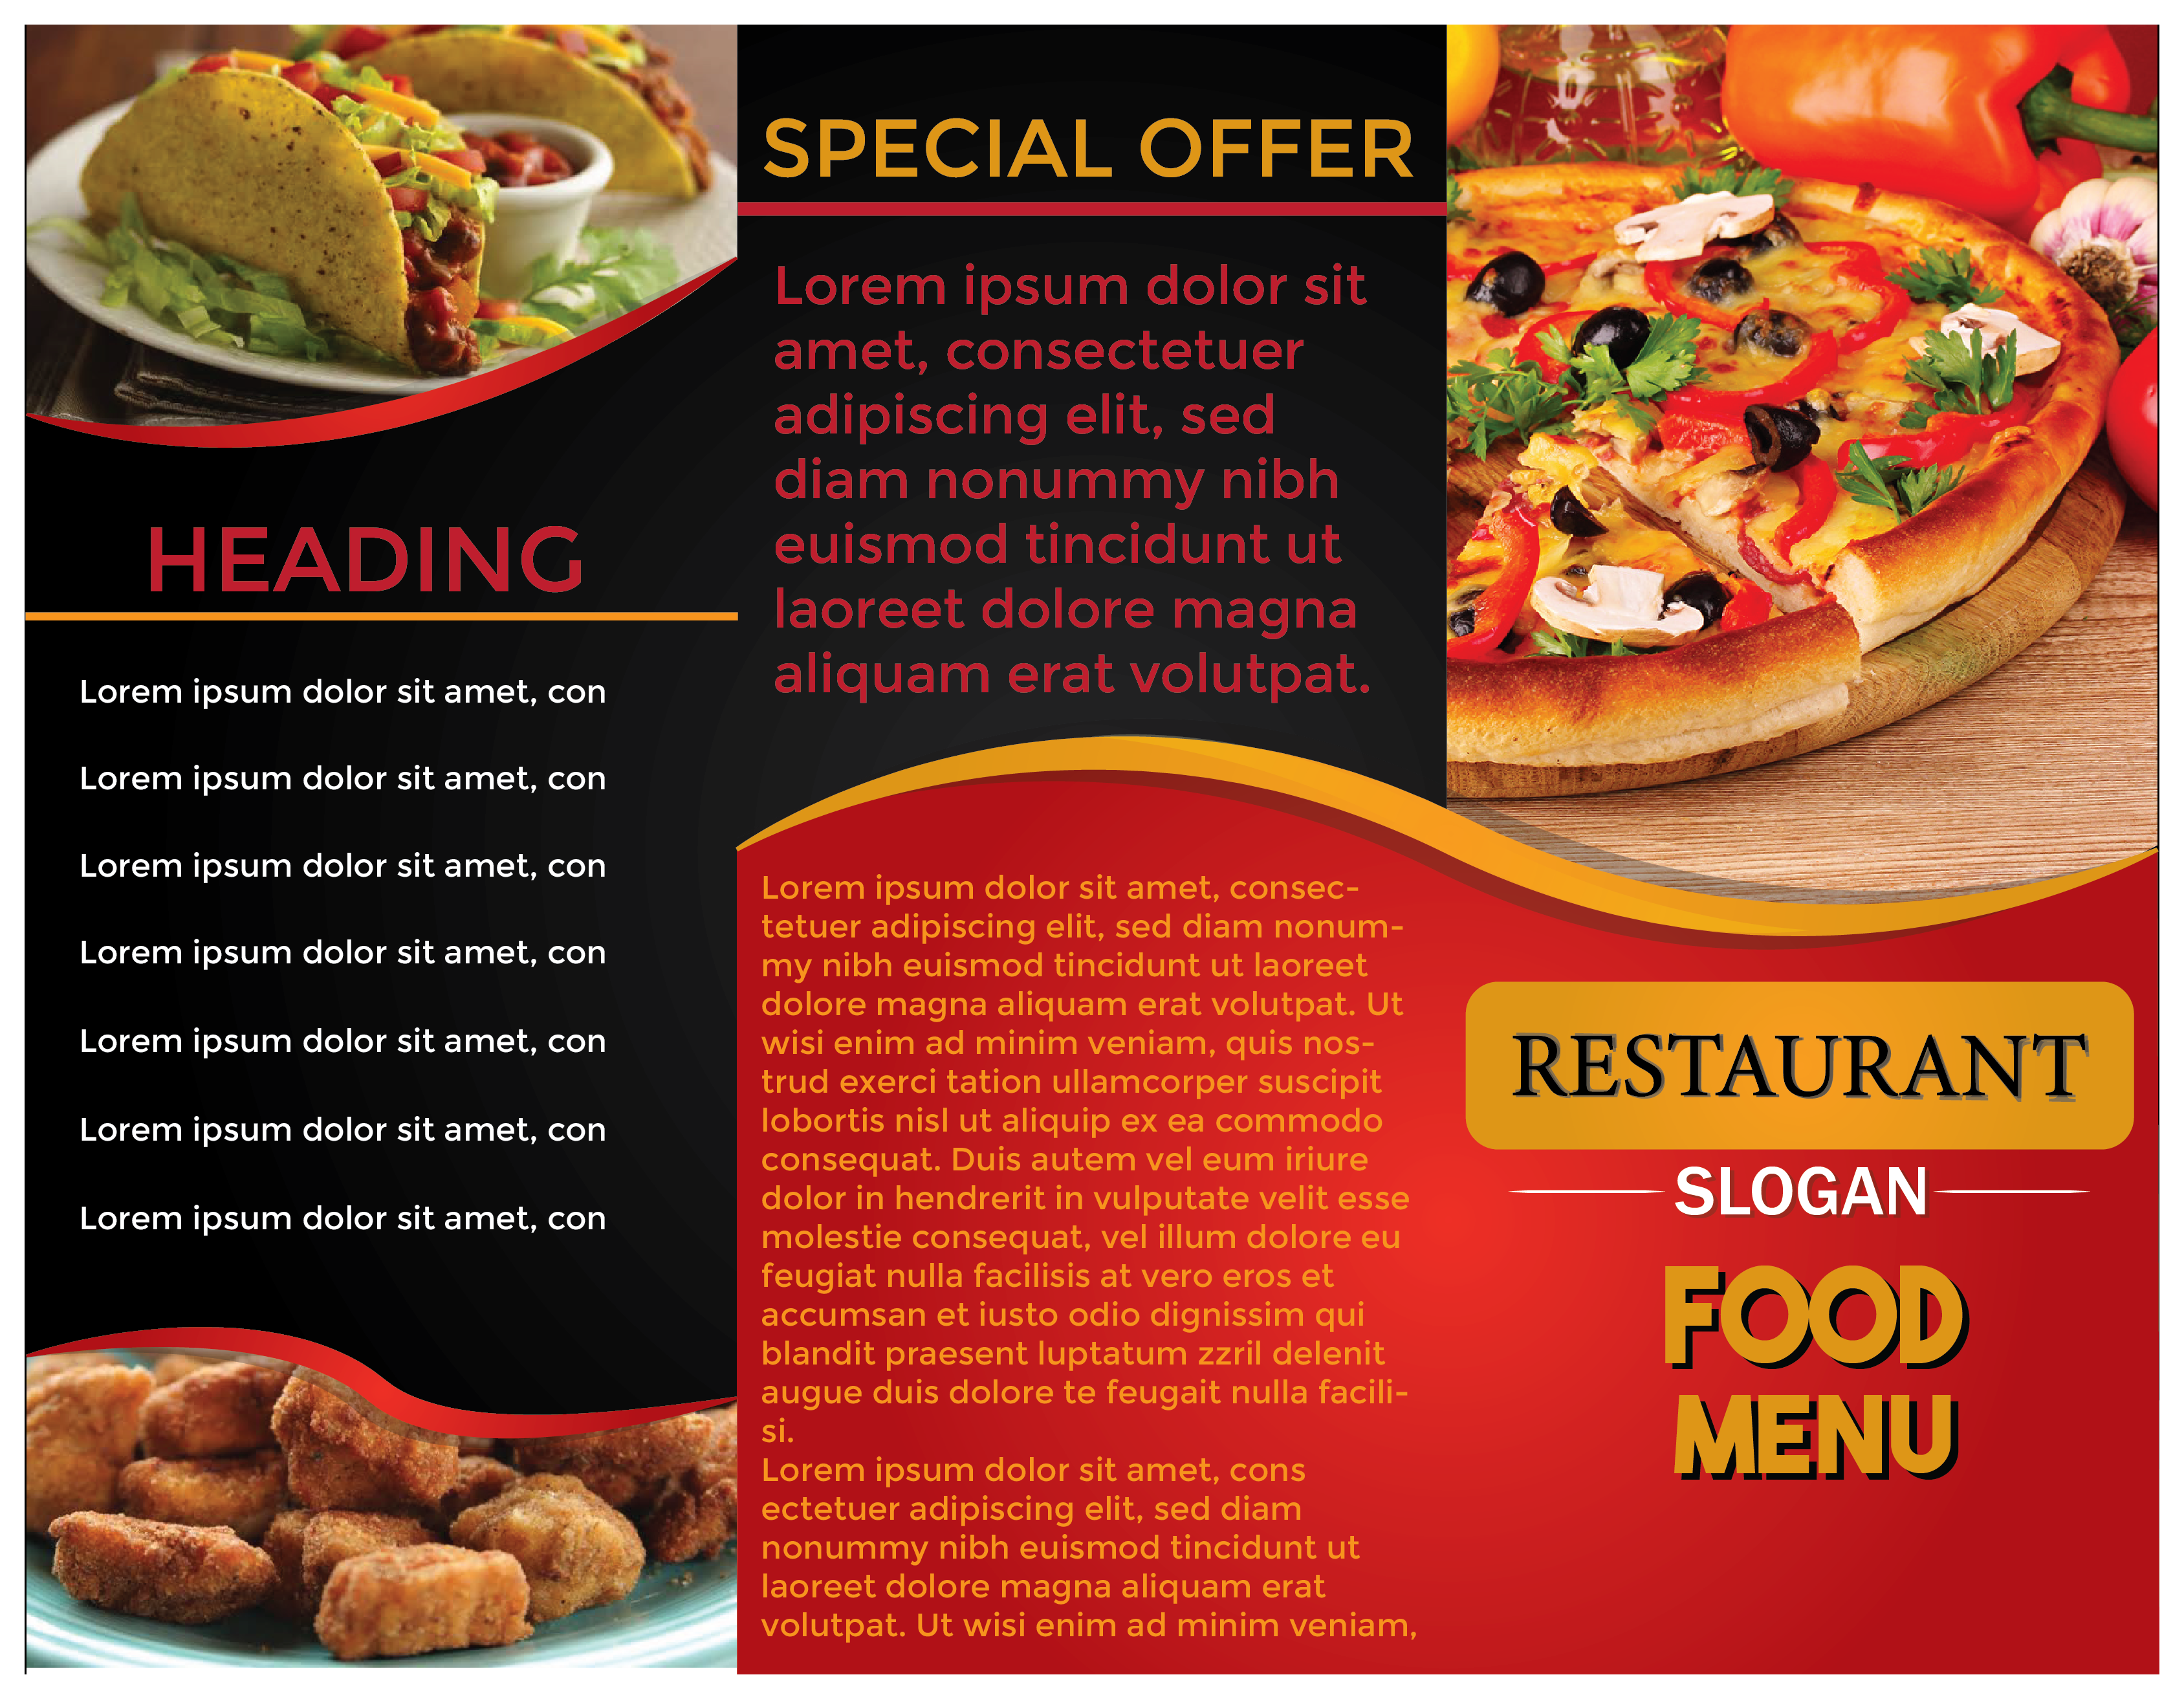 HEADING
Lorem ipsum dolor sit amet, con
Lorem ipsum dolor sit amet, con
Lorem ipsum dolor sit amet, con
Lorem ipsum dolor sit amet, con
Lorem ipsum dolor sit amet, con
Lorem ipsum dolor sit amet, con
Lorem ipsum dolor sit amet, con
SPECIAL OFFER
Lorem ipsum dolor sit
amet, consectetuer
adipiscing elit, sed
diam nonummy nibh
euismod tincidunt ut
laoreet dolore magna
aliquam erat volutpat.
Lorem ipsum dolor sit amet, consec-
tetuer adipiscing elit, sed diam nonum-
my nibh euismod tincidunt ut laoreet
dolore magna aliquam erat volutpat. Ut
wisi enim ad minim veniam, quis nos-
trud exerci tation ullamcorper suscipit
lobortis nisl ut aliquip ex ea commodo
consequat. Duis autem vel eum iriure
dolor in hendrerit in vulputate velit esse
molestie consequat, vel illum dolore eu
feugiat nulla facilisis at vero eros et
accumsan et iusto odio dignissim qui
blandit praesent luptatum zzril delenit
augue duis dolore te feugait nulla facili-
si.
Lorem ipsum dolor sit amet, cons
ectetuer adipiscing elit, sed diam
nonummy nibh euismod tincidunt ut
laoreet dolore magna aliquam erat
volutpat. Ut wisi enim ad minim veniam,
RESTAURANT
SLOGAN
FOOD
MENU